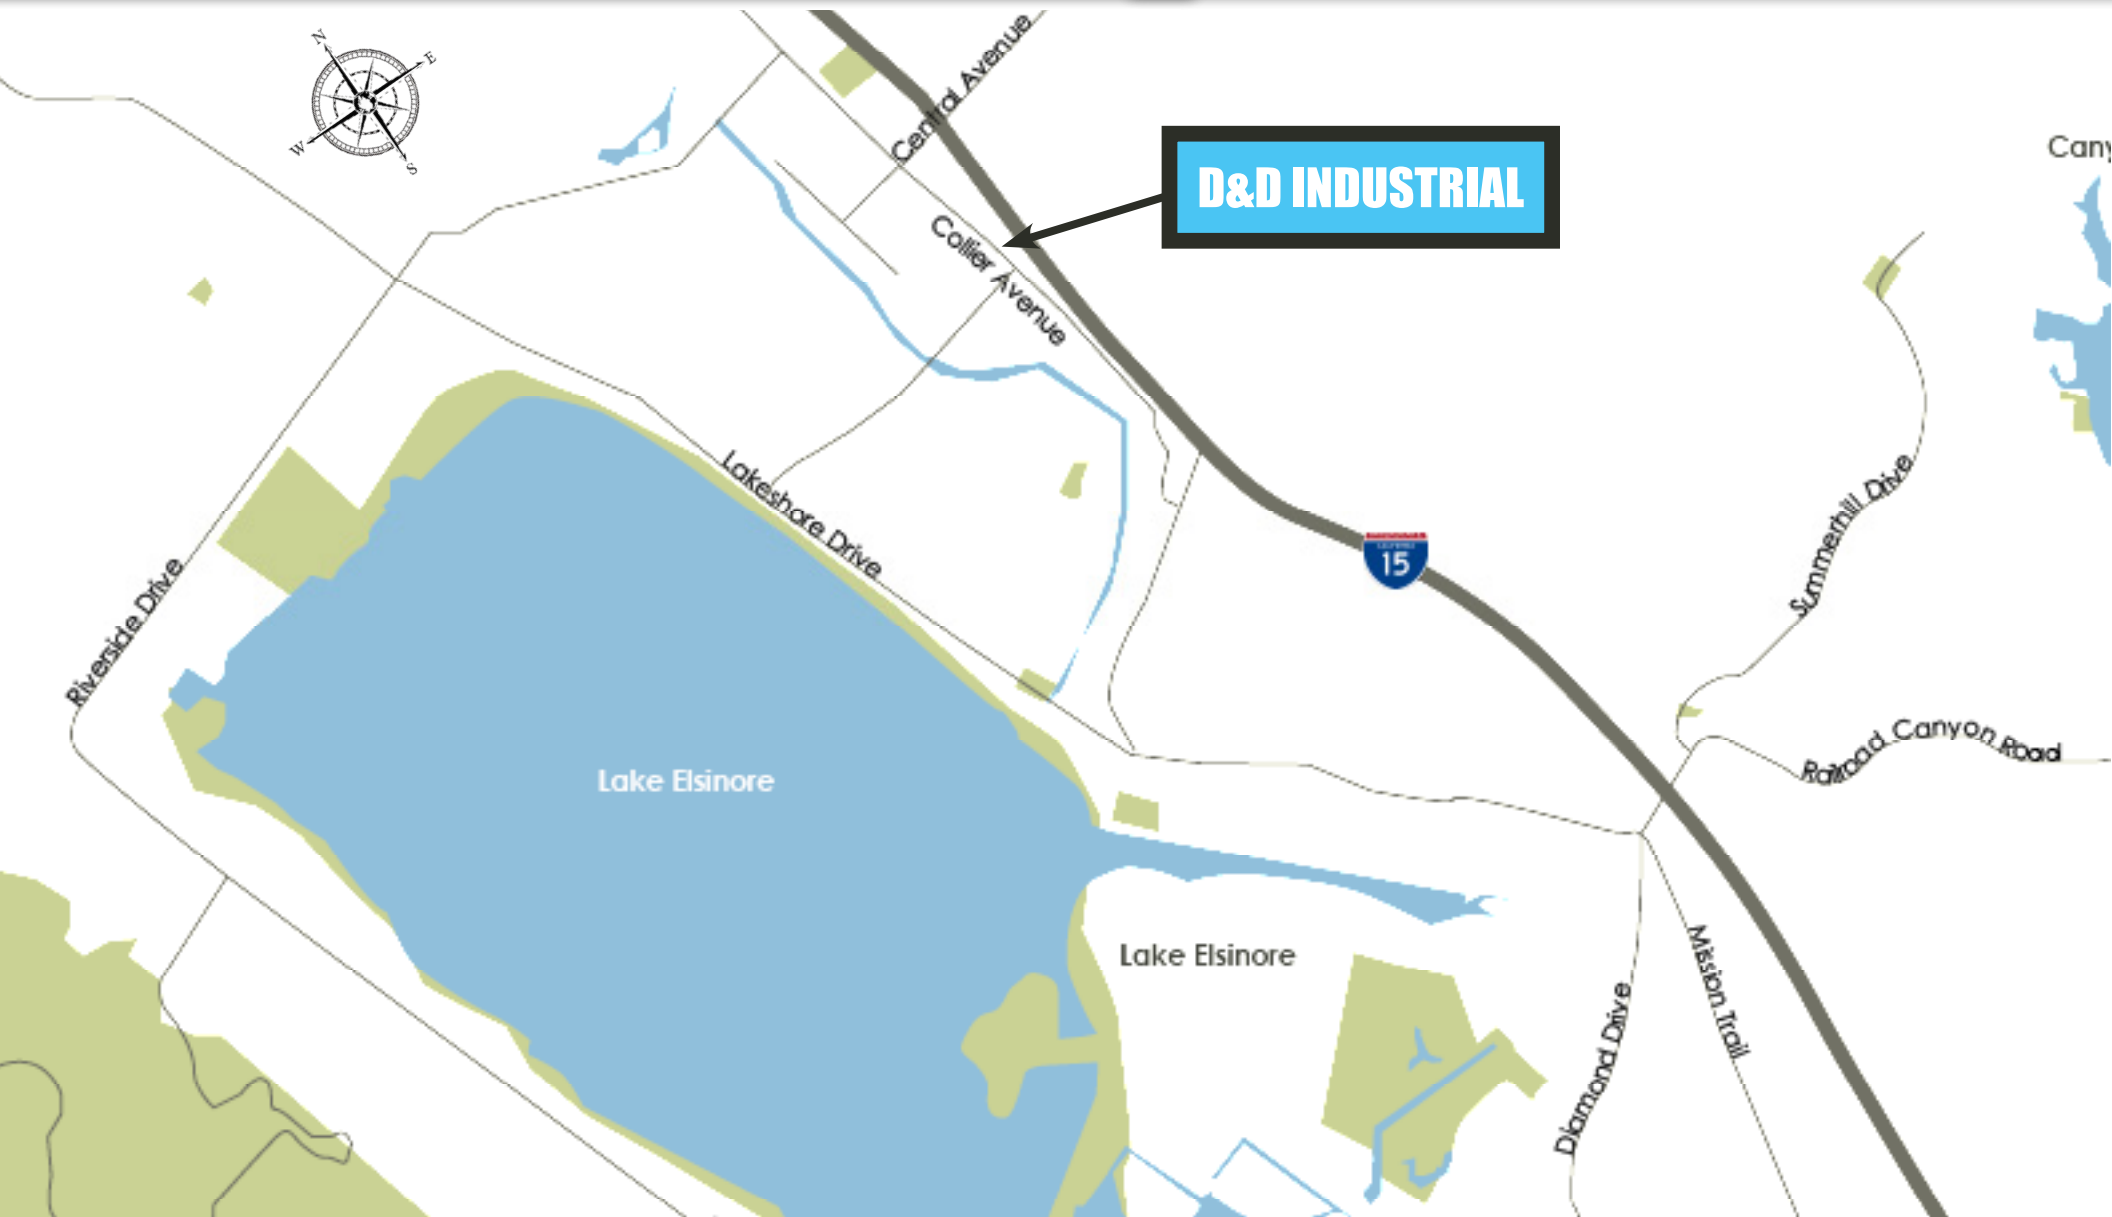 N
E
W
S
Central Avenue
D&D INDUSTRIAL
Cany
Collier Avenue
Lakeshore Drive
15
Summerhill Drive
Riverside Drive
Railroad Canyon Road
Lake Elsinore
Lake Elsinore
Mission Trail
Diamond Drive